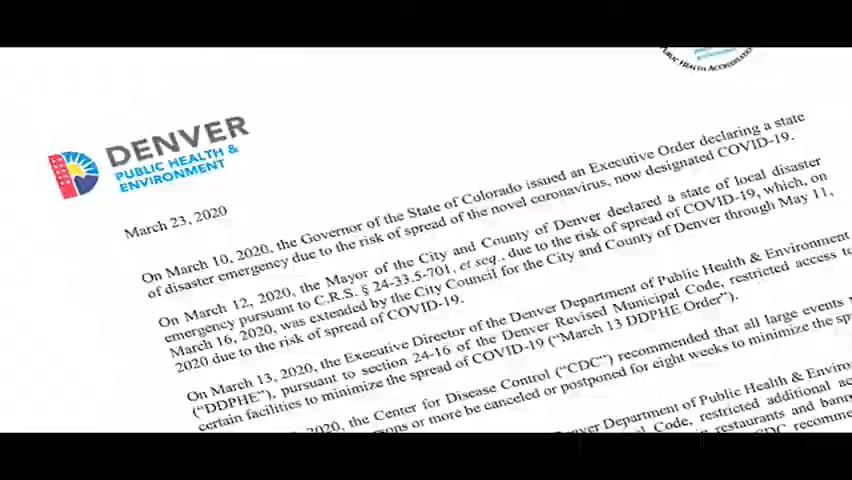 PUBLIC HEALTH ACCREDITATION
DENVER
PUBLIC HEALTH &
ENVIRONMENT
March 23, 2020
On March 10, 2020, the Governor of the State of Colorado issued an Executive Order declaring a state
of disaster emergency due to the risk of spread of the novel coronavirus, now designated COVID-19.
On March 12, 2020, the Mayor of the City and County of Denver declared a state of local disaster
emergency pursuant to C.R.S. § 24-33.5-701, et seq., due to the risk of spread of COVID-19, which, on
March 16, 2020, was extended by the City Council for the City and County of Denver through May 11,
2020 due to the risk of spread of COVID-19.
On March 13, 2020, the Executive Director of the Denver Department of Public Health & Environment
("DDPHE"), pursuant to section 24-16 of the Denver Revised Municipal Code, restricted access to
certain facilities to minimize the spread of COVID-19 ("March 13 DDPHE Order").
2020, the Center for Disease Control ("CDC") recommended that all large events
or more be canceled or postponed for eight weeks to minimize the
Denver Department of Public Health &
Code, restricted additional
restaurants and
CDC